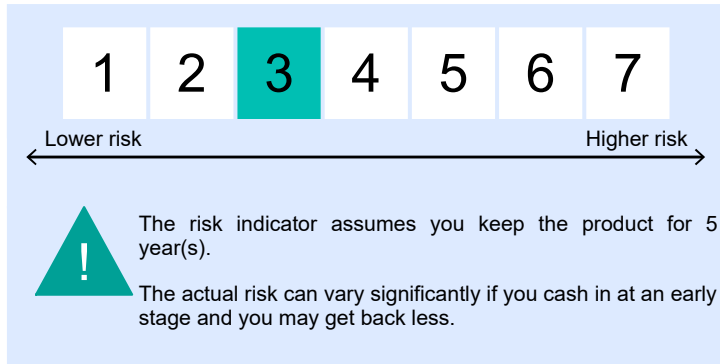 1 2 3 4 5 6 7
Lower risk Higher risk
The risk indicator assumes you keep the product for 5
year(s).
!
The actual risk can vary significantly if you cash in at an early
stage and you may get back less.